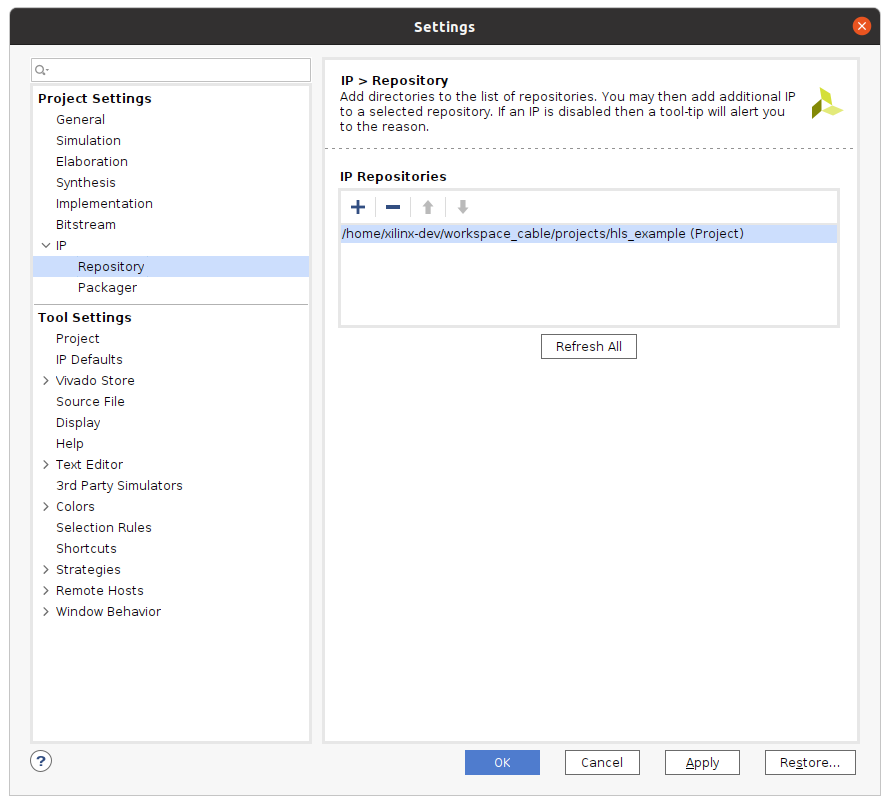 Settings
Project Settings
General
Simulation
Elaboration
Synthesis
Implementation
Bitstream
IP
Repository
Packager
Tool Settings
Project
IP Defaults
Vivado Store
Source File
Display
Help
Text Editor
3rd Party Simulators
Colors
Selection Rules
Shortcuts
Strategies
Remote Hosts
Window Behavior
IP > Repository
Add directories to the list of repositories. You may then add additional IP
to a selected repository. If an IP is disabled then a tool-tip will alert you
to the reason.
IP Repositories
/home/xilinx-dev/workspace_cable/projects/hls_example (Project)
Refresh All
?
OK
Cancel
Apply
Restore...